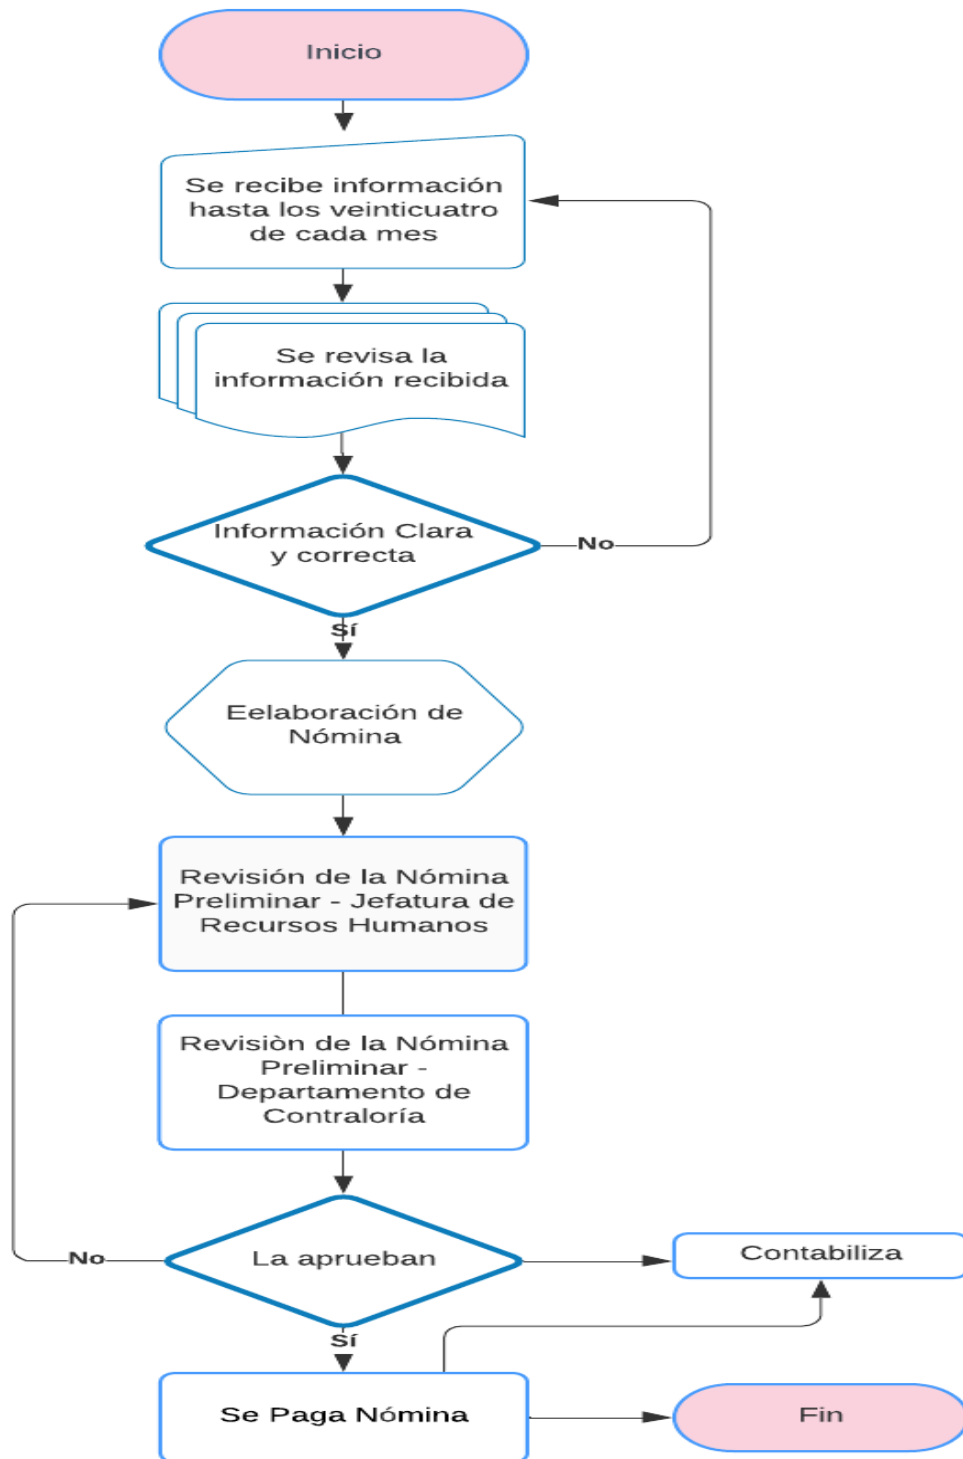 Inicio
Se recibe información
hasta los veinticuatro
de cada mes
Se revisa la
información recibida
Información Clara
y correcta
No
Sí
Eelaboración de
Nómina
Revisión de la Nómina
Preliminar - Jefatura de
Recursos Humanos
Revisiòn de la Nómina
Preliminar -
Departamento de
Contraloría
La aprueban
No
Contabiliza
Sí
Se Paga Nómina
Fin